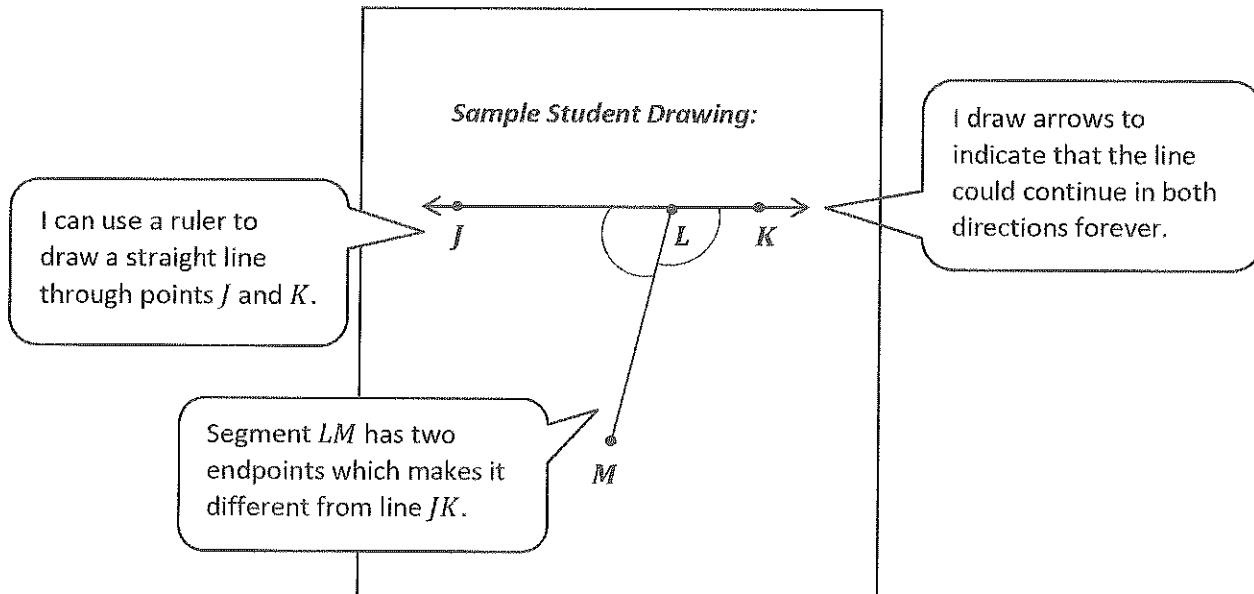 Sample Student Drawing:
I can use a ruler to
draw a straight line
through points J and K.
I draw arrows to
indicate that the line
could continue in both
directions forever.
J
L
K
Segment LM has two
endpoints which makes it
different from line JK.
M